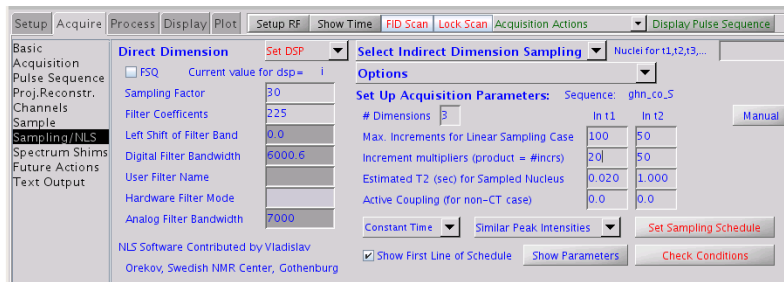 Setup Acquire Process Display Plot Setup RF Show Time FID Scan Lock Scan Acquisition Actions Display Pulse Sequence
Basic
Acquisition
Pulse Sequence
Proj.Reconstr.
Channels
Sample
Sampling/NLS
Spectrum Shims
Future Actions
Text Output
Direct Dimension Set DSP
FSQ Current value for dsp= i
Sampling Factor 30
Filter Coefficents 225
Left Shift of Filter Band 0.0
Digital Filter Bandwidth 6000.6
User Filter Name
Hardware Filter Mode
Analog Filter Bandwidth 7000
NLS Software Contributed by Vladislav
Orekov, Swedish NMR Center, Gothenburg
Select Indirect Dimension Sampling Nuclei for t1,t2,t3,...
Options
Set Up Acquisition Parameters: Sequence: ghn_co_S
# Dimensions 3 In t1 In t2 Manual
Max. Increments for Linear Sampling Case 100 50
Increment multipliers (product = #incrs) 20 50
Estimated T2 (sec) for Sampled Nucleus 0.020 1.000
Active Coupling (for non-CT case) 0.0 0.0
Constant Time Similar Peak Intensities Set Sampling Schedule
Show First Line of Schedule Show Parameters Check Conditions